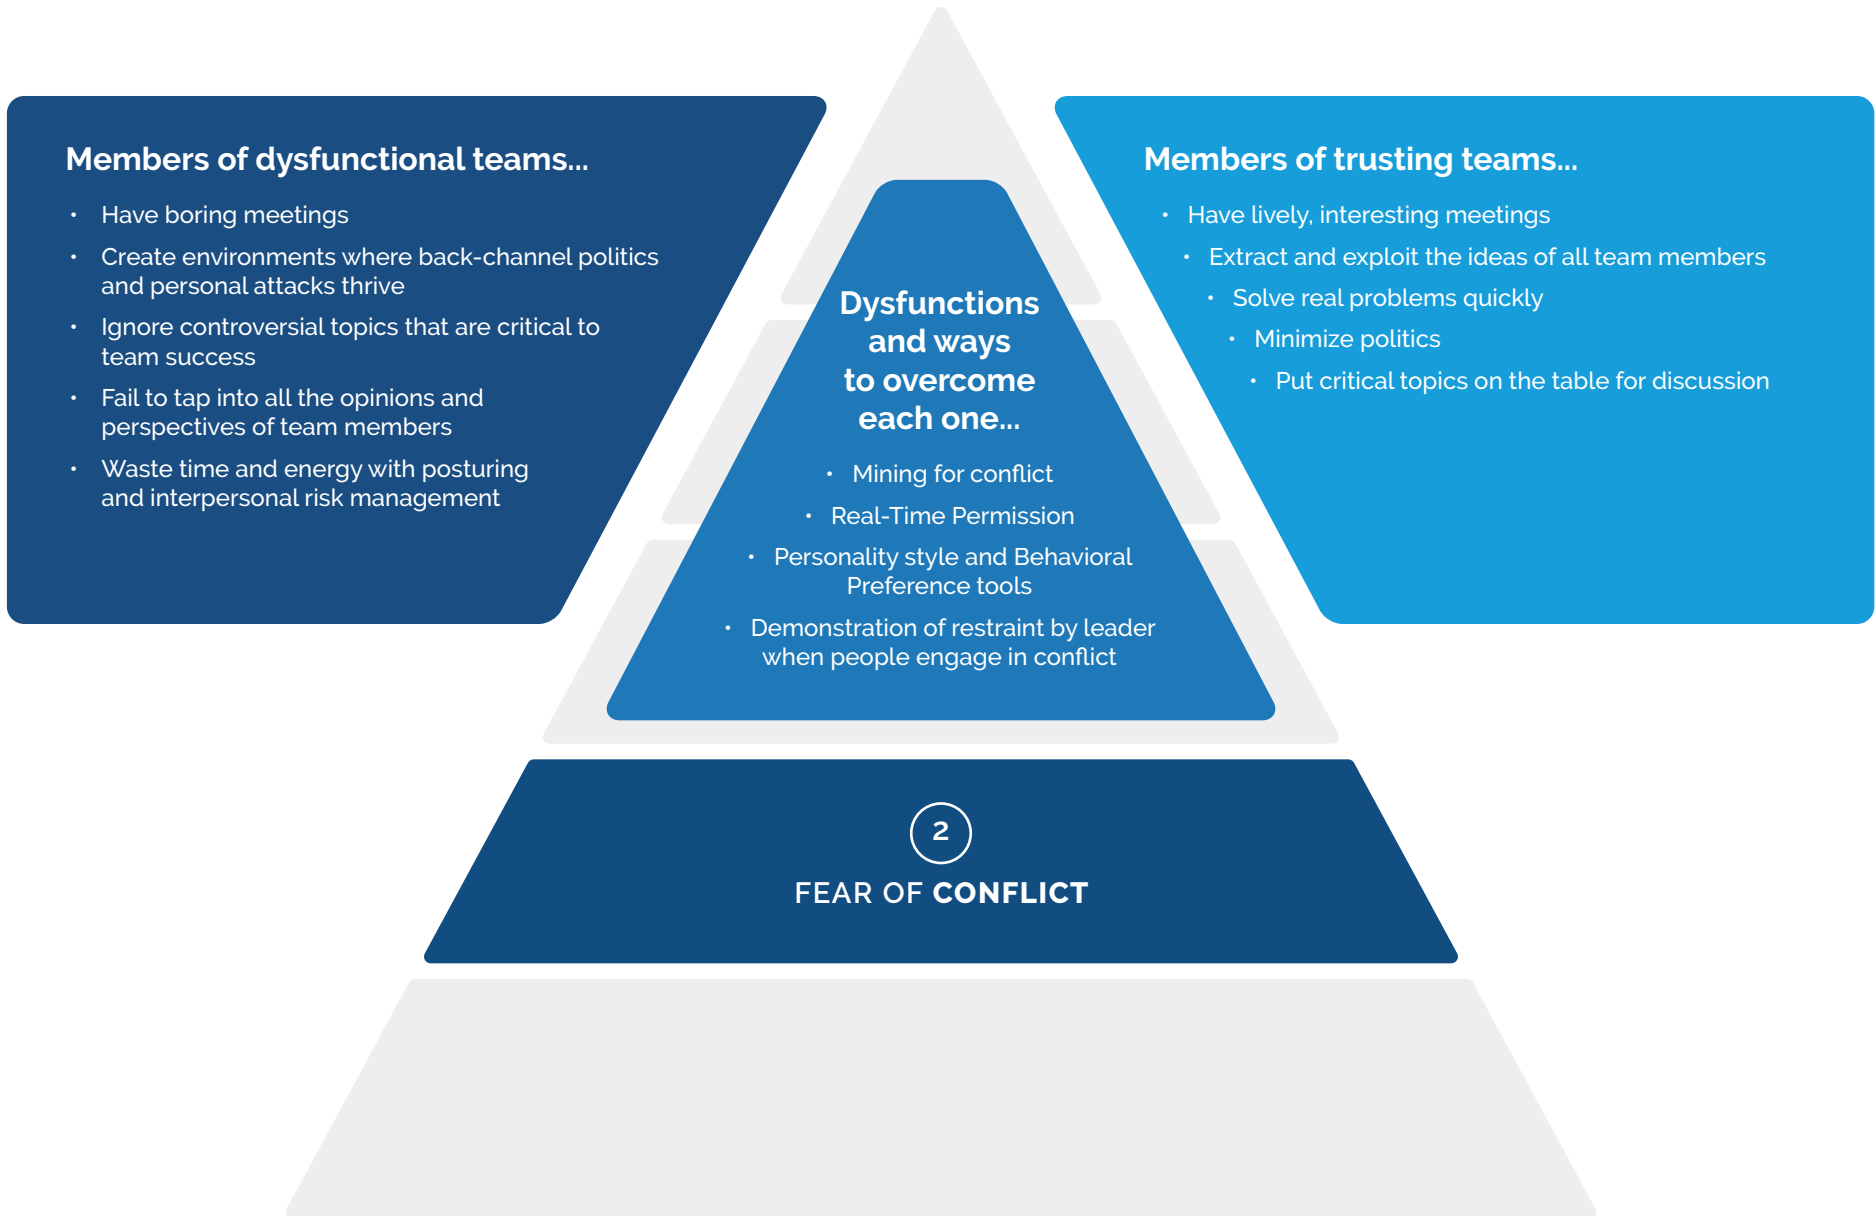 Members of dysfunctional teams...
• Have boring meetings
• Create environments where back-channel politics
and personal attacks thrive
• Ignore controversial topics that are critical to
team success
• Fail to tap into all the opinions and
perspectives of team members
• Waste time and energy with posturing
and interpersonal risk management
Dysfunctions
and ways
to overcome
each one...
• Mining for conflict
• Real-Time Permission
• Personality style and Behavioral
Preference tools
• Demonstration of restraint by leader
when people engage in conflict
Members of trusting teams...
• Have lively, interesting meetings
• Extract and exploit the ideas of all team members
• Solve real problems quickly
• Minimize politics
• Put critical topics on the table for discussion
2
FEAR OF CONFLICT